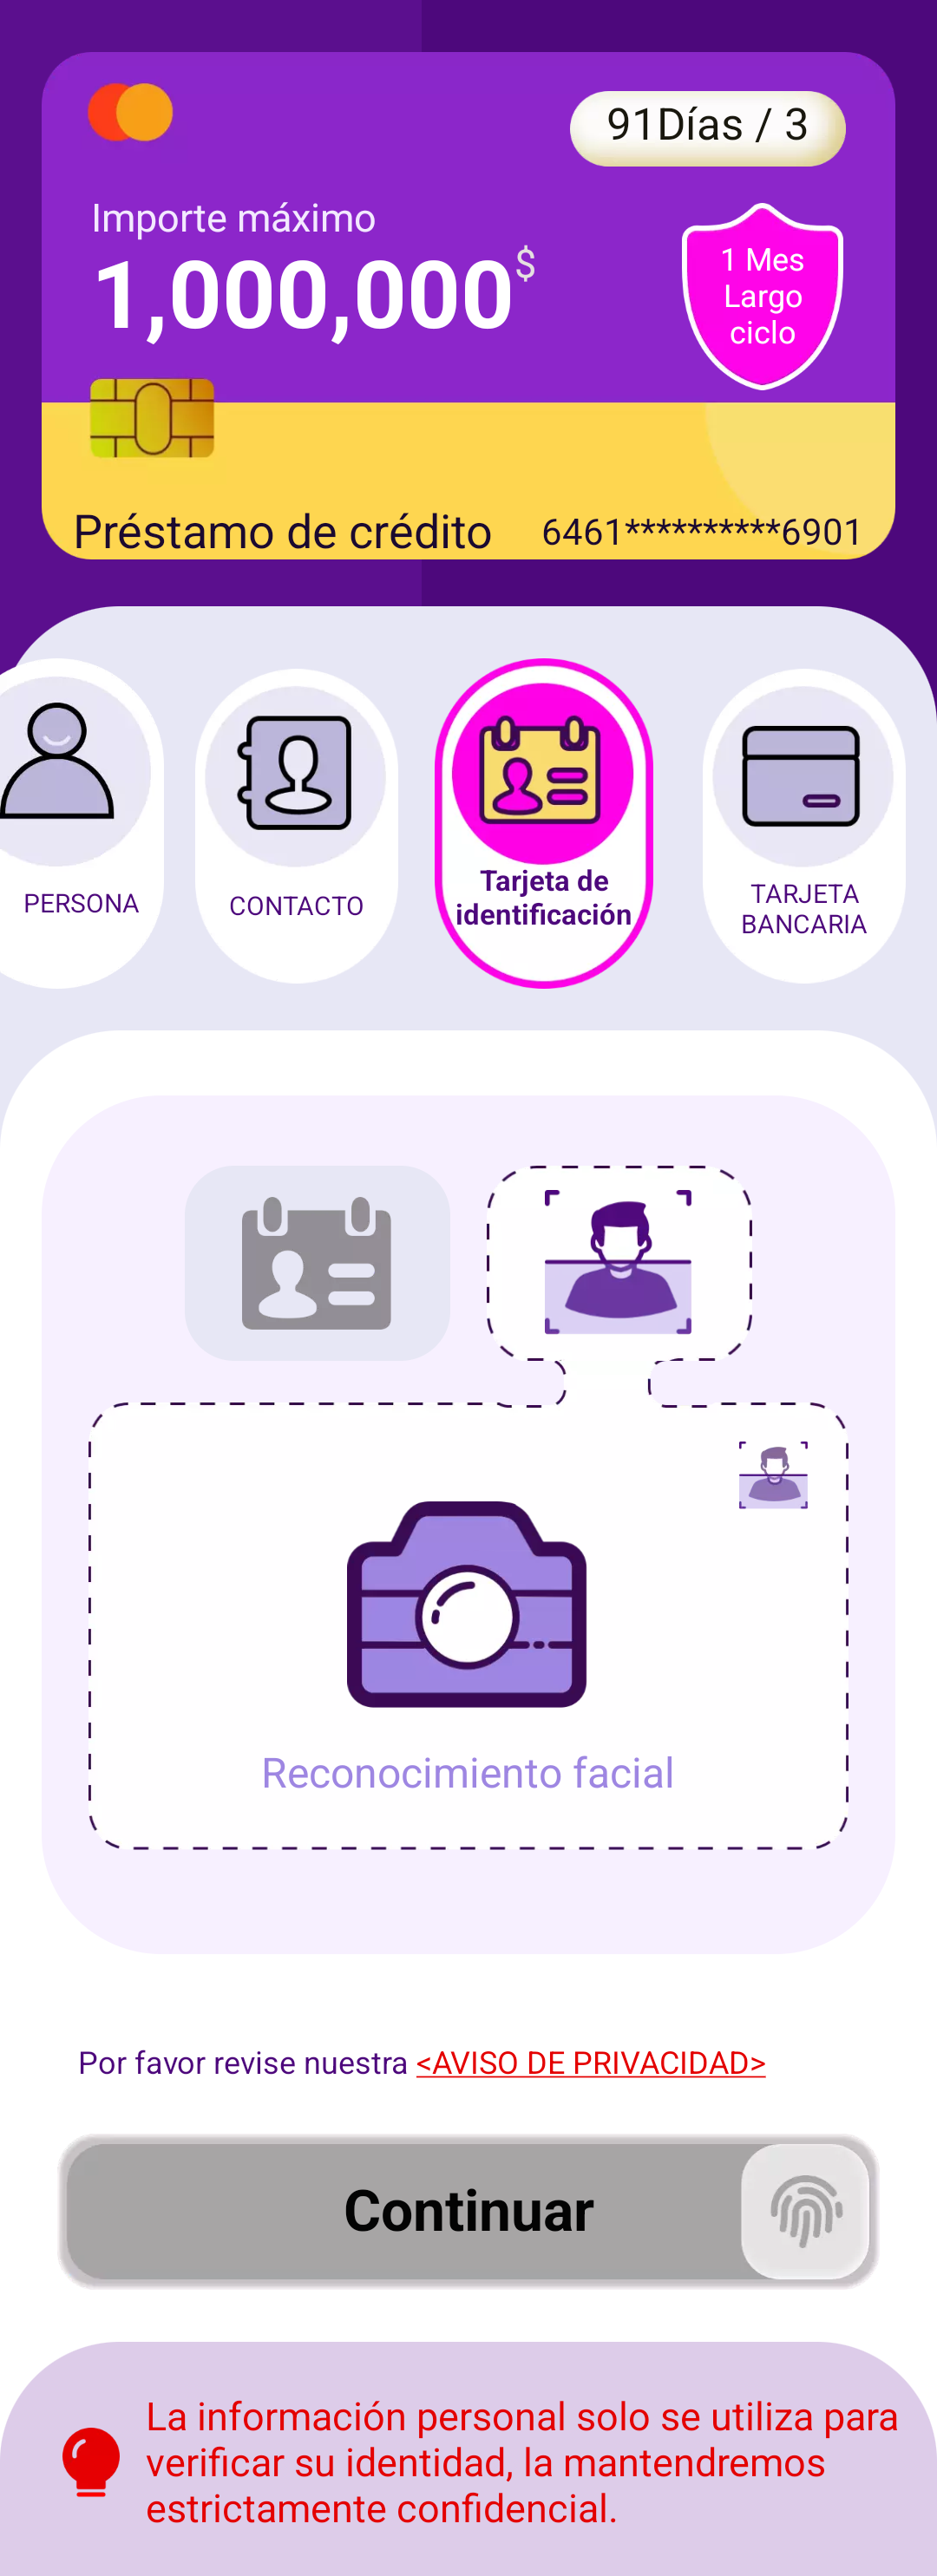 91Días / 3
Importe máximo
1,000,000$
1 Mes
Largo
ciclo
Préstamo de crédito
6461**********6901
PERSONA
CONTACTO
Tarjeta de
identificación
TARJETA
BANCARIA
Reconocimiento facial
Por favor revise nuestra <AVISO DE PRIVACIDAD>
Continuar
La información personal solo se utiliza para
verificar su identidad, la mantendremos
estrictamente confidencial.